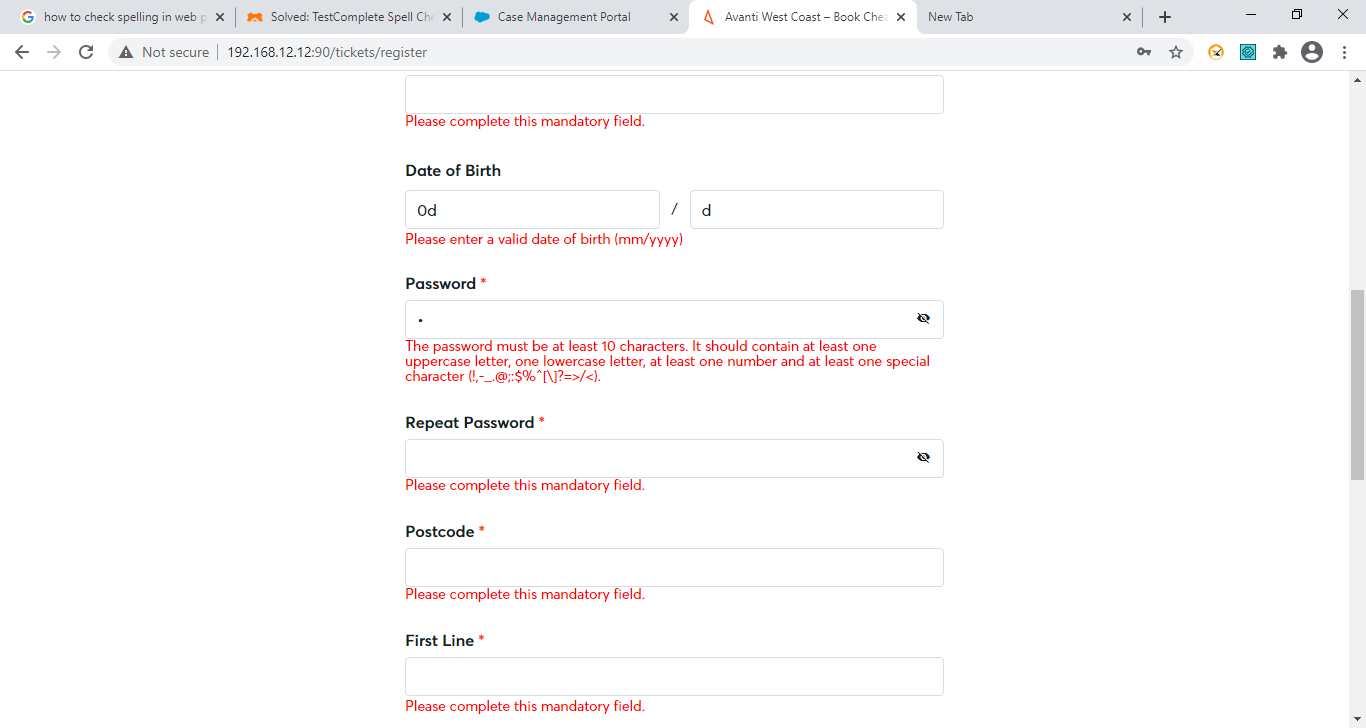 how to check spelling in web p
Solved: TestComplete Spell Che
Case Management Portal
Avanti West Coast – Book Chea
New Tab
Not secure
192.168.12.12:90/tickets/register
Please complete this mandatory field.
Date of Birth
0d / d
Please enter a valid date of birth (mm/yyyy)
Password *
The password must be at least 10 characters. It should contain at least one
uppercase letter, one lowercase letter, at least one number and at least one special
character (!,-_.@;:$%^[\]?=>/<).
Repeat Password *
Please complete this mandatory field.
Postcode *
Please complete this mandatory field.
First Line *
Please complete this mandatory field.